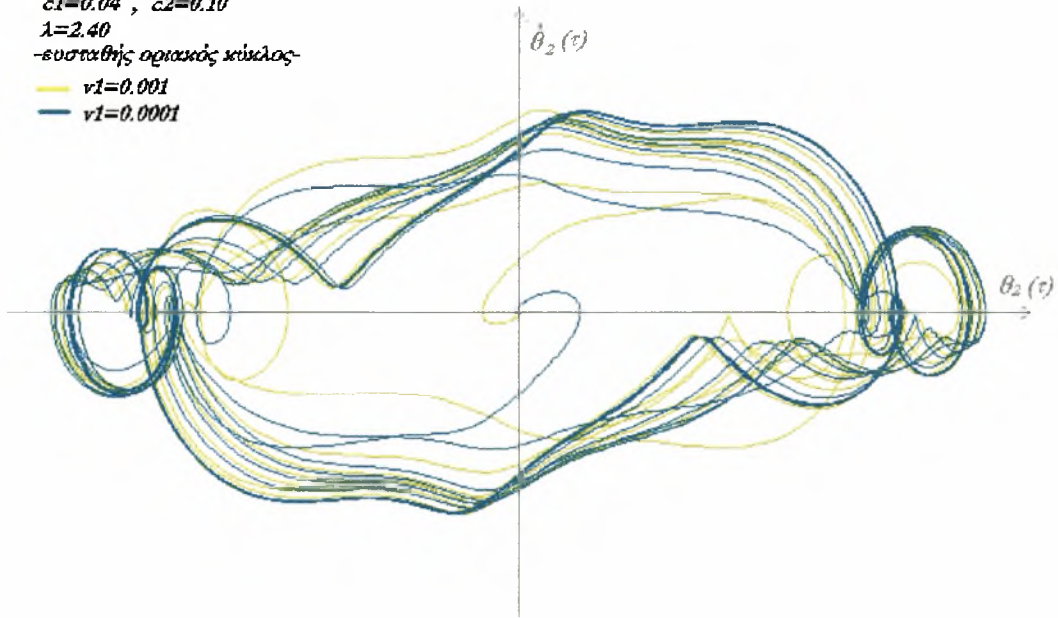 c1=0.04 , c2=0.10
λ=2.40
-ευσταθής οριακός κύκλος-
v1=0.001
v1=0.0001
θ̇₂(τ)
θ₂(τ)